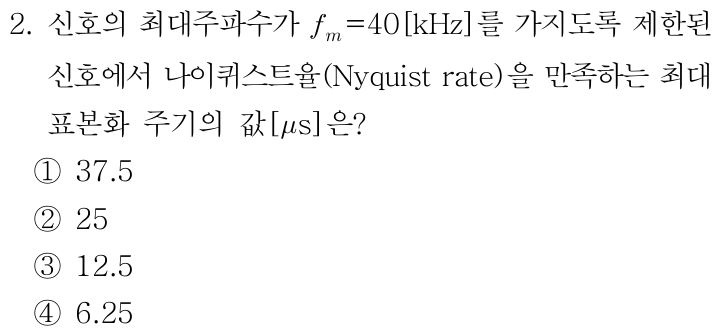 2. 신호의 최대주파수가 fₘ=40[kHz]를 가지도록 제한된
신호에서 나이퀴스트율(Nyquist rate)을 만족하는 최대
표본화 주기의 값[μs]은?
① 37.5
② 25
③ 12.5
④ 6.25